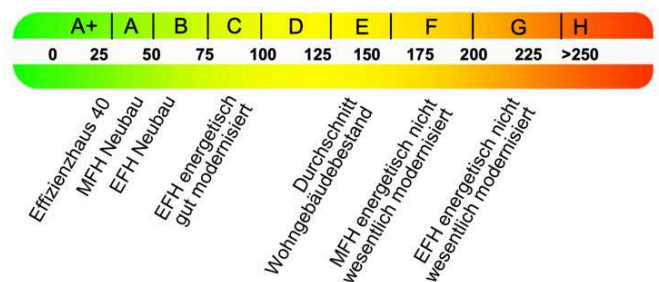 A+ A B C D E F G H
0 25 50 75 100 125 150 175 200 225 >250
Effizienzhaus 40
MFH Neubau
EFH Neubau
EFH energetisch
gut modernisiert
Durchschnitt
Wohngebäudebestand
MFH energetisch nicht
wesentlich modernisiert
EFH energetisch nicht
wesentlich modernisiert